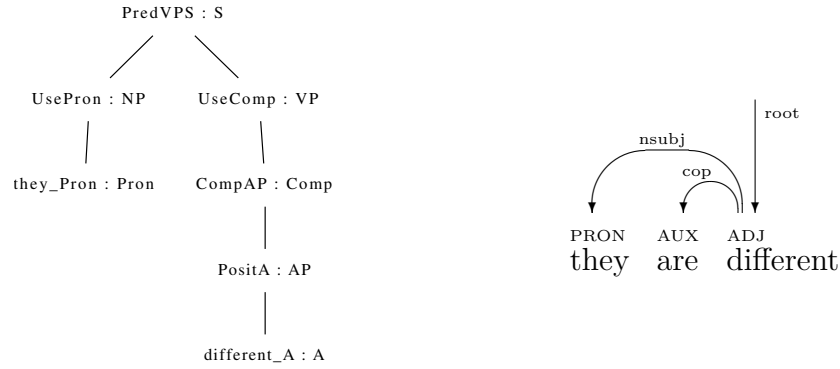 PredVPS : S
UsePron : NP UseComp : VP
they_Pron : Pron CompAP : Comp
PositA : AP
different_A : A
root
nsubj
cop
PRON AUX ADJ
they are different